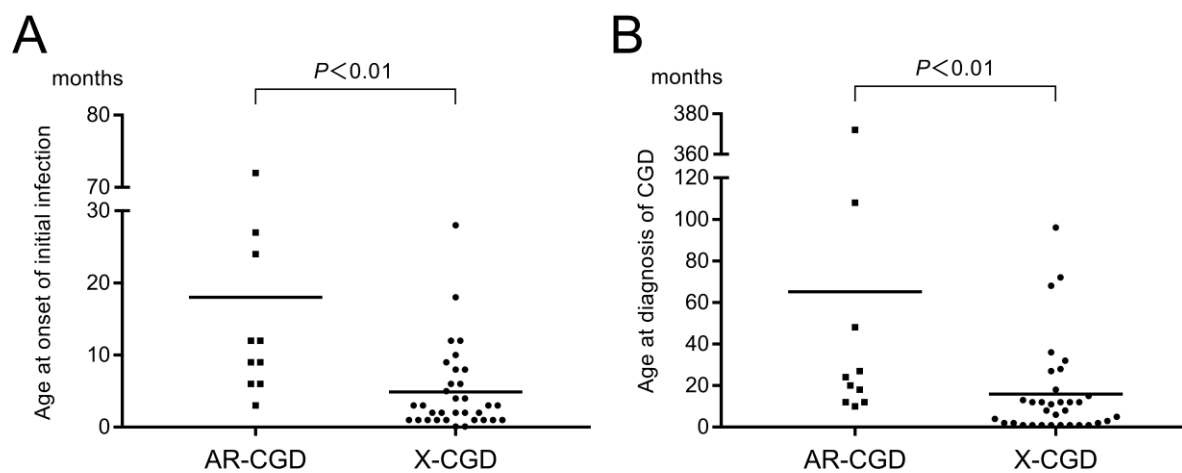 A
months
P<0.01
Age at onset of initial infection
80
70
30
20
10
0
AR-CGD
X-CGD
B
months
P<0.01
Age at diagnosis of CGD
380
360
120
100
80
60
40
20
0
AR-CGD
X-CGD